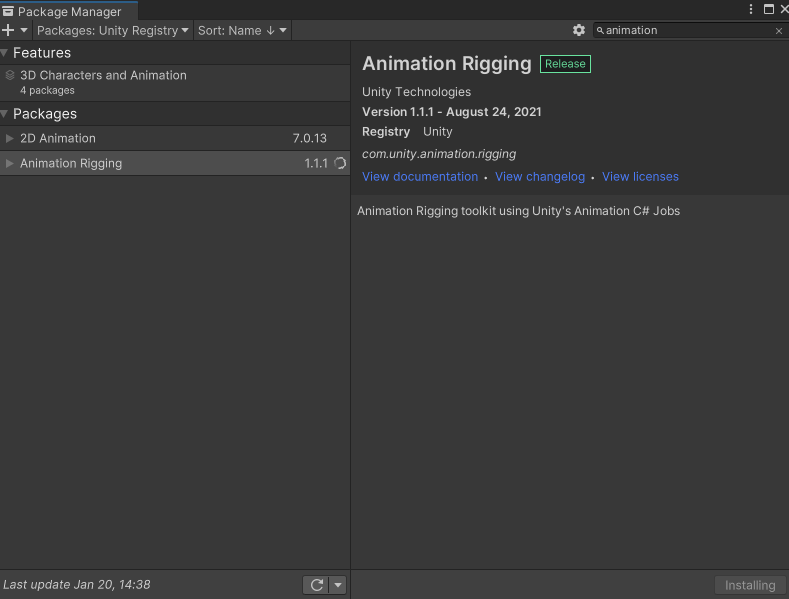 Package Manager
Packages: Unity Registry Sort: Name ↓ animation
Features
3D Characters and Animation
4 packages
Packages
2D Animation 7.0.13
Animation Rigging 1.1.1
Animation Rigging Release
Unity Technologies
Version 1.1.1 - August 24, 2021
Registry Unity
com.unity.animation.rigging
View documentation • View changelog • View licenses
Animation Rigging toolkit using Unity's Animation C# Jobs
Last update Jan 20, 14:38
Installing